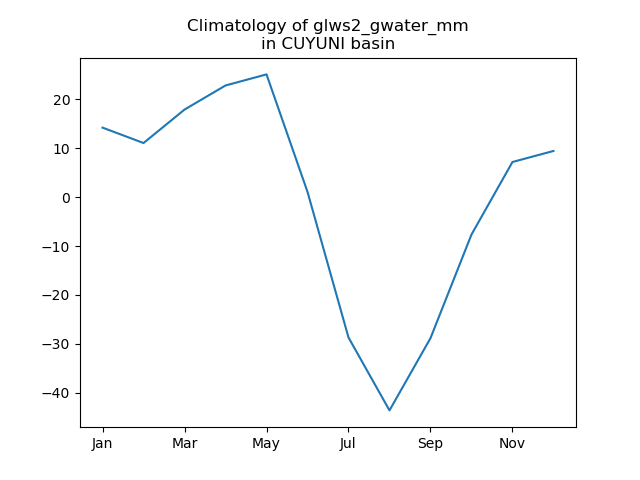 Climatology of glws2_gwater_mm
in CUYUNI basin
20
10
0
−10
−20
−30
−40
Jan
Mar
May
Jul
Sep
Nov